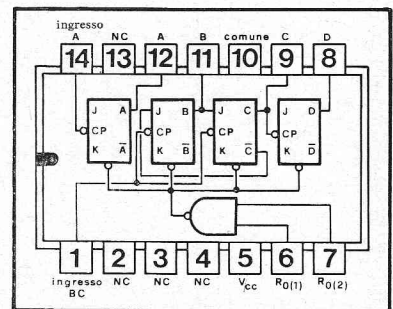 ingresso
A NC A B comune C D
14 13 12 11 10 9 8
J A J B J C J D
CP CP CP CP
K A̅ K B̅ K C̅ K D̅
1 2 3 4 5 6 7
ingresso NC NC NC Vcc R0(1) R0(2)
BC